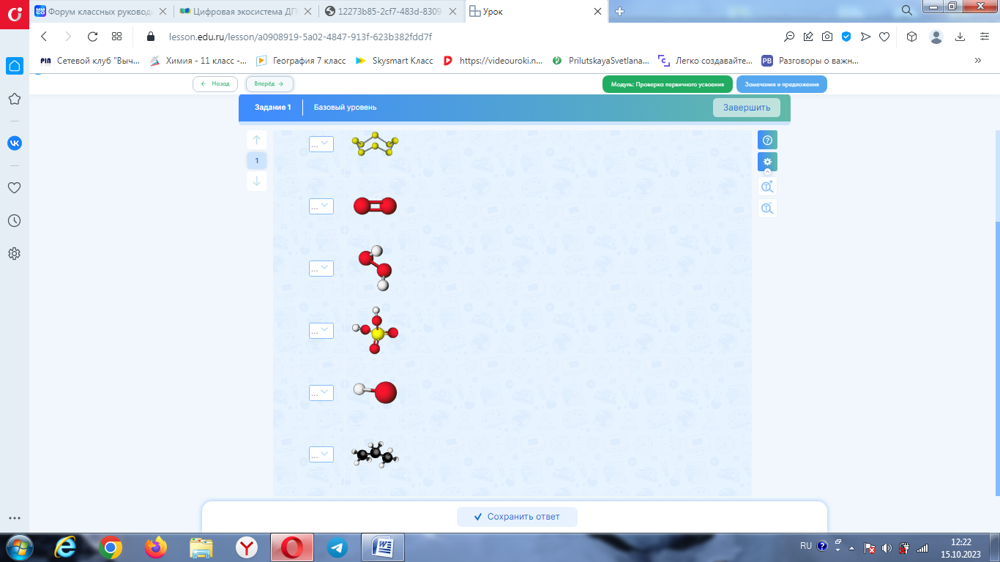 Форум классных руковод
Цифровая экосистема ДП
12273b85-2cf7-483d-8309-
Урок
lesson.edu.ru/lesson/a0908919-5a02-4847-913f-623b382fdd7f
Сетевой клуб "Выч...
Химия - 11 класс -...
География 7 класс
Skysmart Класс
https://videouroki.n...
PrilutskayaSvetlana...
Легко создавайте...
Разговоры о важн...
Назад
Вперёд
Модуль: Проверка первичного усвоения
Замечания и предложения
Задание 1
Базовый уровень
Завершить
1
...
...
...
...
...
...
Сохранить ответ
RU
12:22
15.10.2023